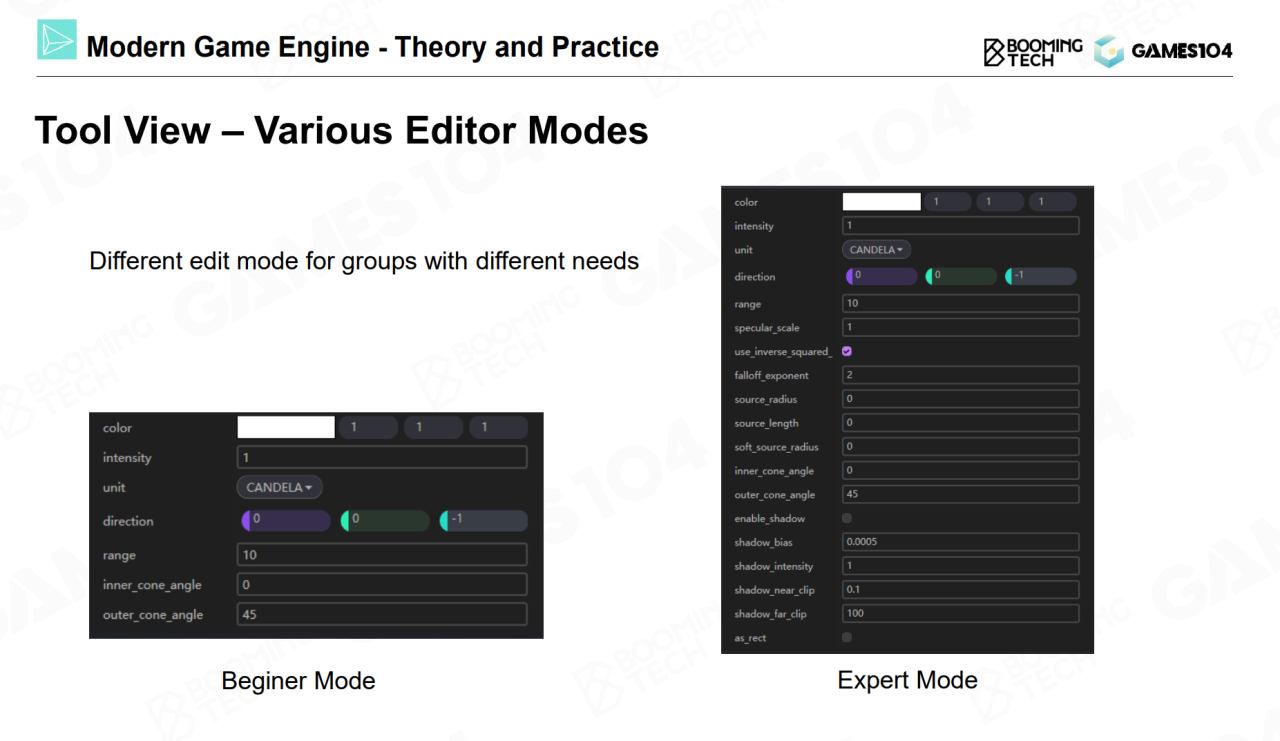 Modern Game Engine - Theory and Practice
BOOMING
TECH
GAMES104
Tool View – Various Editor Modes
Different edit mode for groups with different needs
color 1 1 1
intensity 1
unit CANDELA
direction 0 0 -1
range 10
inner_cone_angle 0
outer_cone_angle 45
Beginer Mode
color 1 1 1
intensity 1
unit CANDELA
direction 0 0 -1
range 10
specular_scale 1
use_inverse_squared_
falloff_exponent 2
source_radius 0
source_length 0
soft_source_radius 0
inner_cone_angle 0
outer_cone_angle 45
enable_shadow
shadow_bias 0.0005
shadow_intensity 1
shadow_near_clip 0.1
shadow_far_clip 100
as_rect
Expert Mode